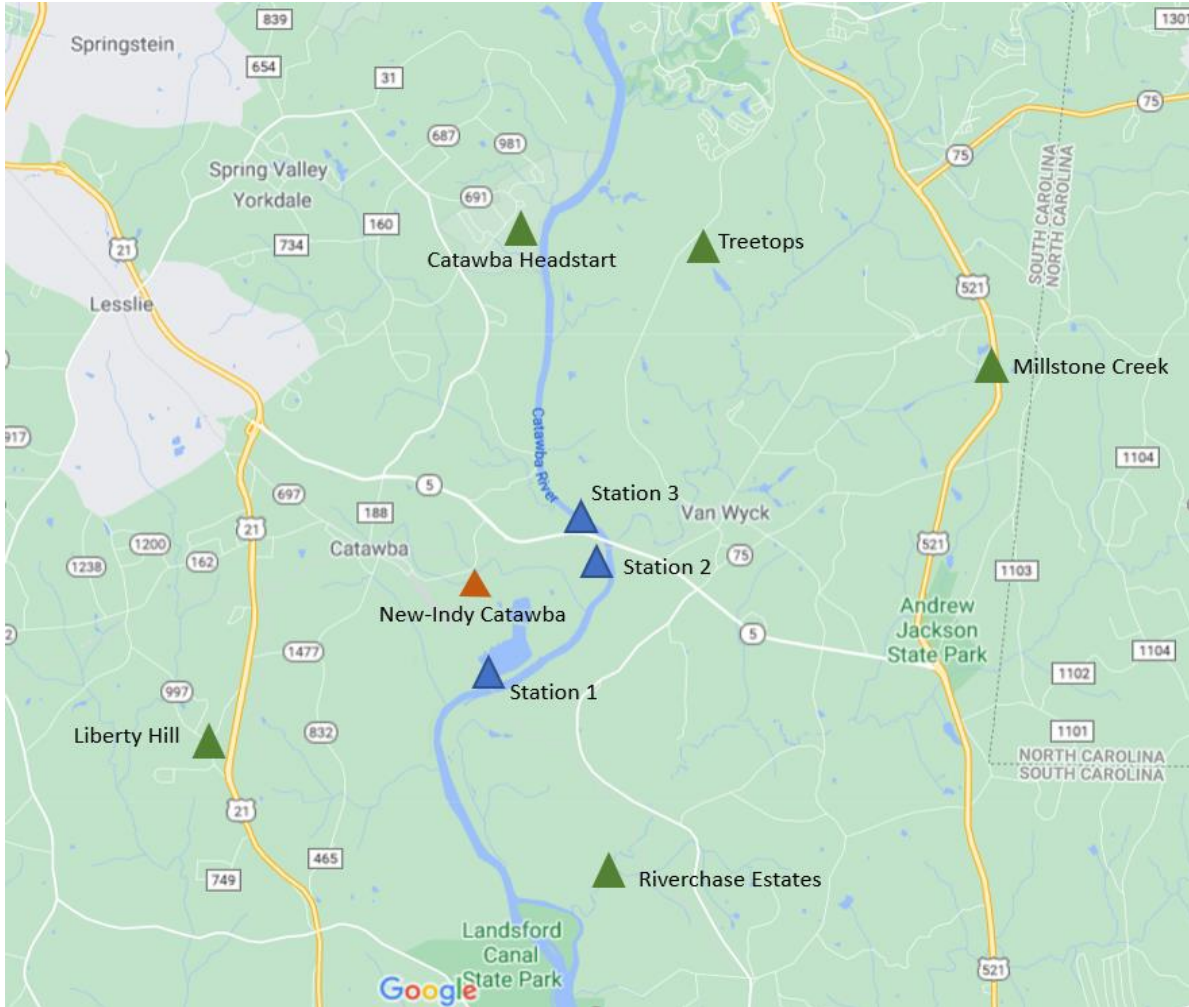 839
1301
Springstein
654
31
75
687
981
75
Spring Valley
Yorkdale
691
160
734
21
Catawba Headstart
Treetops
SOUTH CAROLINA
NORTH CAROLINA
521
Lesslie
Millstone Creek
917
Catawba River
1104
5
697
188
Station 3
Van Wyck
21
1200
162
1238
Catawba
75
Station 2
521
1103
New-Indy Catawba
Andrew
Jackson
State Park
2
5
1477
1104
1102
997
Station 1
Liberty Hill
832
1101
NORTH CAROLINA
SOUTH CAROLINA
21
465
749
Riverchase Estates
Landsford
Canal
State Park
Google
521